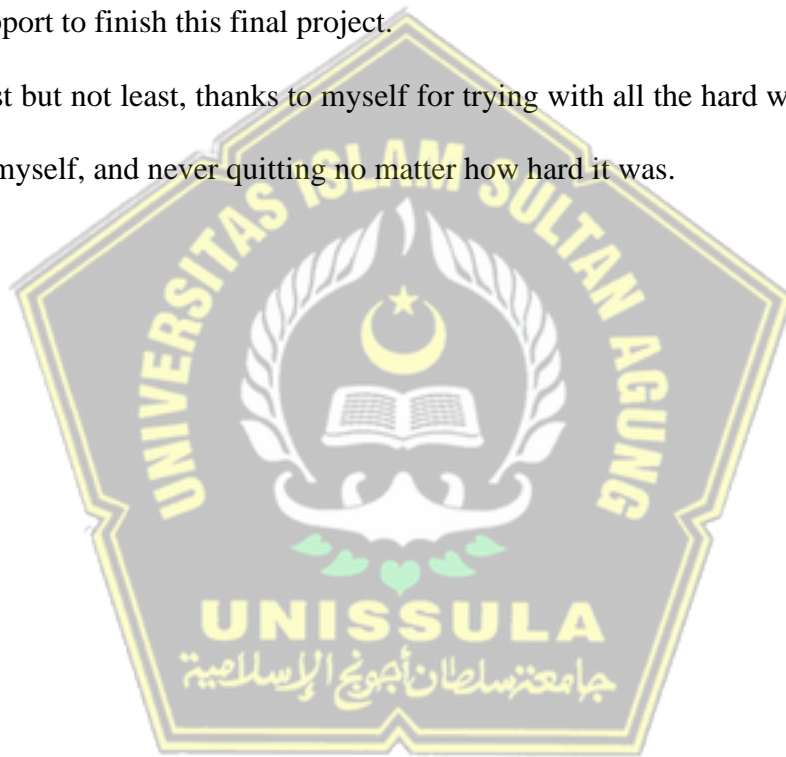 pport to finish this final project.
st but not least, thanks to myself for trying with all the hard w
myself, and never quitting no matter how hard it was.
UNIVERSITAS ISLAM SULTAN AGUNG
UNISSULA
جامعة سلطان أجونج الإسلامية